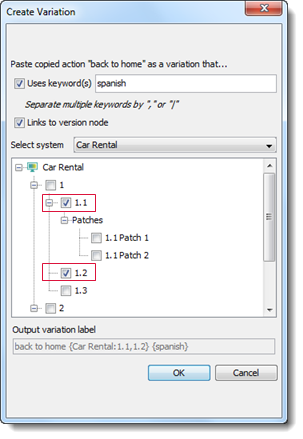 Create Variation
Paste copied action "back to home" as a variation that...
Uses keyword(s) spanish
Separate multiple keywords by "," or "|"
Links to version node
Select system Car Rental
Car Rental
1
1.1
Patches
1.1 Patch 1
1.1 Patch 2
1.2
1.3
2
Output variation label
back to home {Car Rental:1.1,1.2} {spanish}
OK Cancel